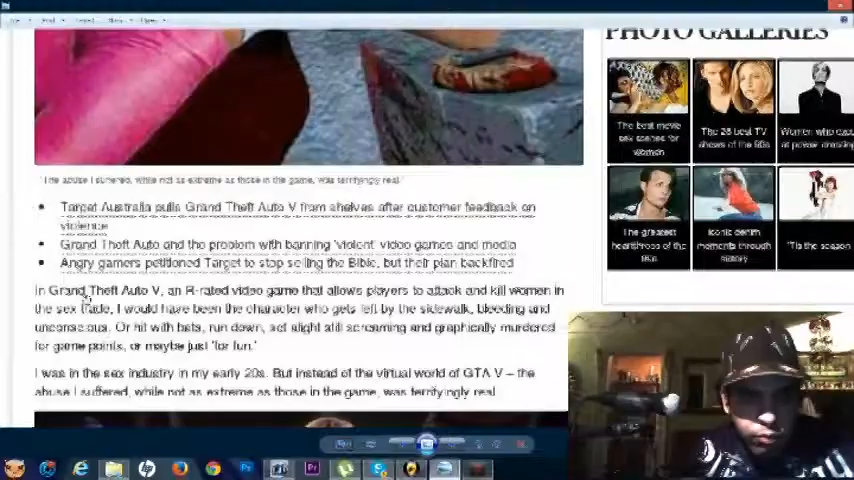 PHOTO GALLERIES
The best movie
sex scenes for
women
The 28 best TV
shows of the 90s
Women who
power dressing
The greatest
heartthrobs of the
90s
Iconic denim
moments through
history
'Tis the season
"The abuse I suffered, while not as extreme as those in the game, was terrifyingly real."
Target Australia pulls Grand Theft Auto V from shelves after customer feedback on
violence
Grand Theft Auto and the problem with banning 'violent' video games and media
Angry gamers petitioned Target to stop selling the Bible, but their plan backfired
In Grand Theft Auto V, an R-rated video game that allows players to attack and kill women in
the sex trade, I would have been the character who gets left by the sidewalk, bleeding and
unconscious. Or hit with bats, run down, set alight still screaming and graphically murdered
for game points, or maybe just 'for fun.'
I was in the sex industry in my early 20s. But instead of the virtual world of GTA V – the
abuse I suffered, while not as extreme as those in the game, was terrifyingly real.